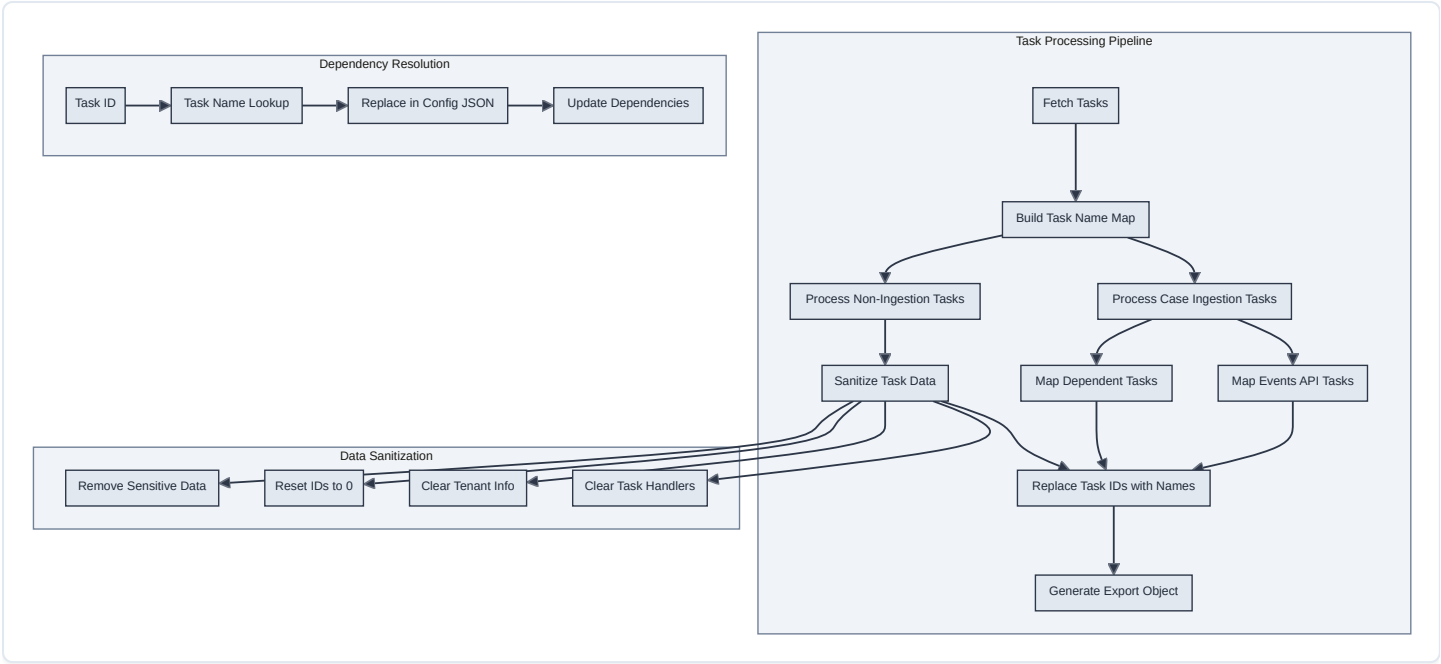 Dependency Resolution
Task ID
Task Name Lookup
Replace in Config JSON
Update Dependencies
Data Sanitization
Remove Sensitive Data
Reset IDs to 0
Clear Tenant Info
Clear Task Handlers
Task Processing Pipeline
Fetch Tasks
Build Task Name Map
Process Non-Ingestion Tasks
Process Case Ingestion Tasks
Sanitize Task Data
Map Dependent Tasks
Map Events API Tasks
Replace Task IDs with Names
Generate Export Object